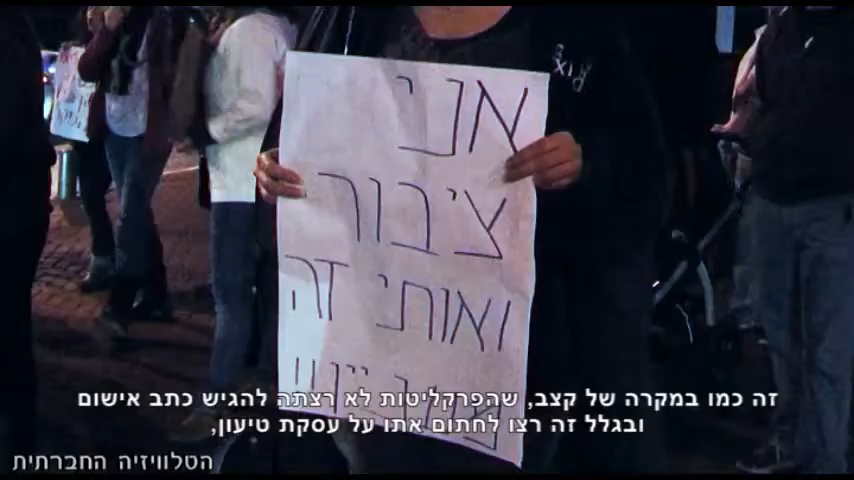 אני
ציבור
ואותי זה
מעניין!!
זה כמו במקרה של קצב, שהפרקליטות לא רצתה להגיש כתב אישום
ובגלל זה רצו לחתום אתו על עסקת טיעון,
הטלוויזיה החברתית